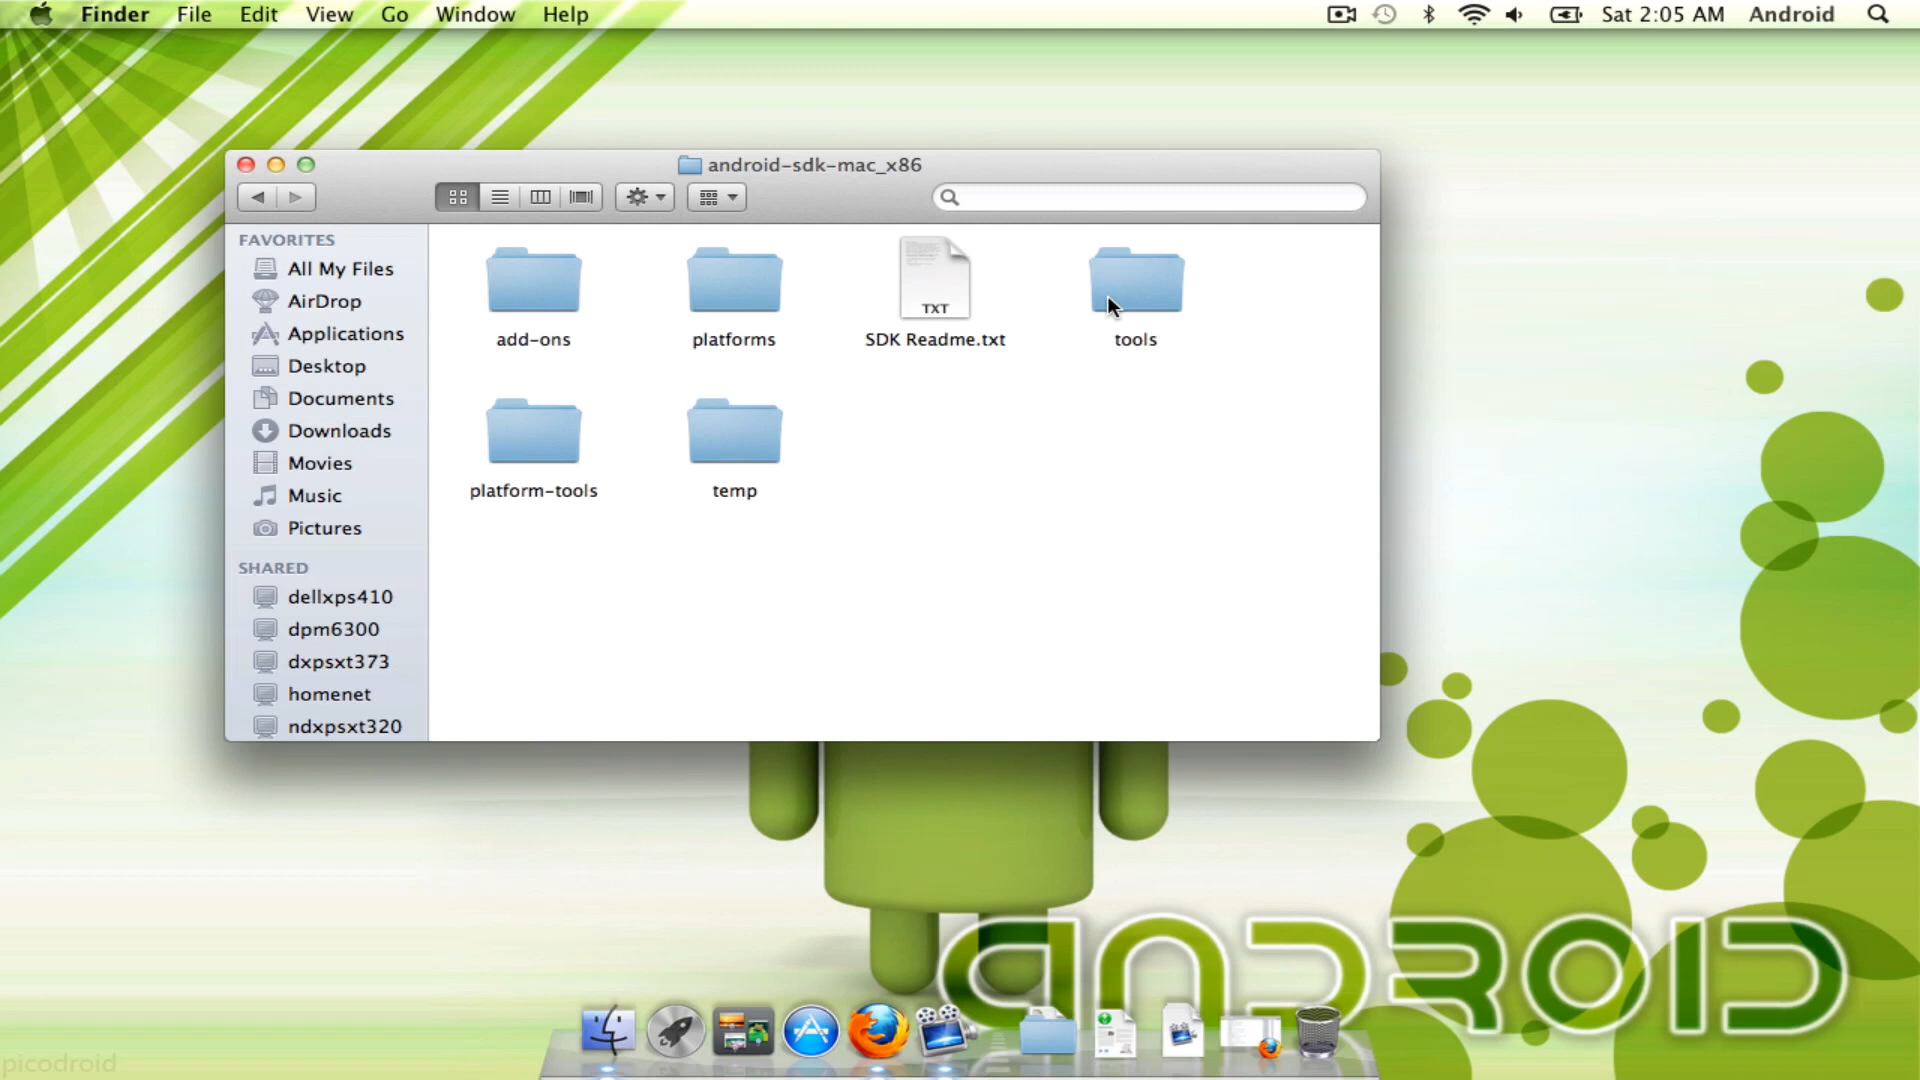 Finder File Edit View Go Window Help Sat 2:05 AM Android
android-sdk-mac_x86
FAVORITES
All My Files
AirDrop
Applications
Desktop
Documents
Downloads
Movies
Music
Pictures
SHARED
dellxps410
dpm6300
dxpsxt373
homenet
ndxpsxt320
TXT
add-ons platforms SDK Readme.txt tools
platform-tools temp
ANDROID
picodroid